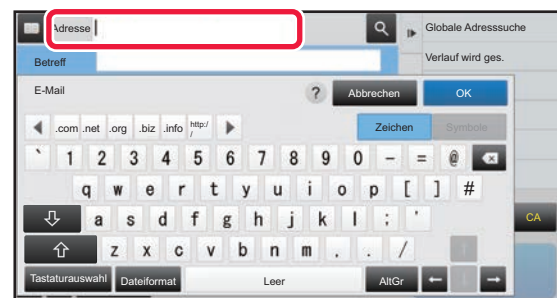 Adresse
Globale Adresssuche
Betreff
Verlauf wird ges.
E-Mail
?
Abbrechen
OK
.com .net .org .biz .info http://
Zeichen
Symbole
` 1 2 3 4 5 6 7 8 9 0 - = @
q w e r t y u i o p [ ] #
a s d f g h j k l ; '
CA
z x c v b n m , . /
Tastaturauswahl
Dateiformat
Leer
AltGr